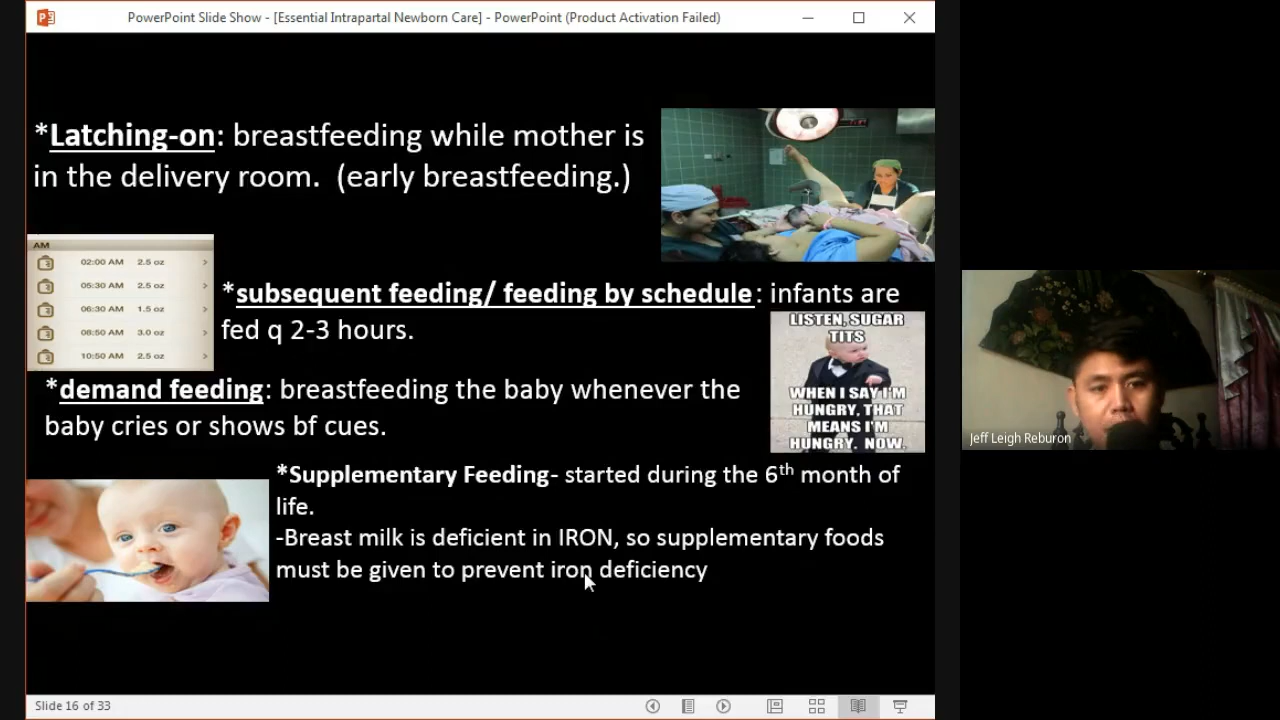 PowerPoint Slide Show - [Essential Intrapartal Newborn Care] - PowerPoint (Product Activation Failed)
*Latching-on: breastfeeding while mother is
in the delivery room.  (early breastfeeding.)
AM
02:00 AM 2.5 oz
05:30 AM 2.5 oz
06:30 AM 1.5 oz
08:50 AM 3.0 oz
10:50 AM 2.5 oz
*subsequent feeding/ feeding by schedule: infants are
fed q 2-3 hours.
LISTEN, SUGAR
TITS
WHEN I SAY I'M
HUNGRY, THAT
MEANS I'M
HUNGRY. NOW.
*demand feeding: breastfeeding the baby whenever the
baby cries or shows bf cues.
*Supplementary Feeding- started during the 6th month of
life.
-Breast milk is deficient in IRON, so supplementary foods
must be given to prevent iron deficiency
Slide 16 of 33
Jeff Leigh Reburon